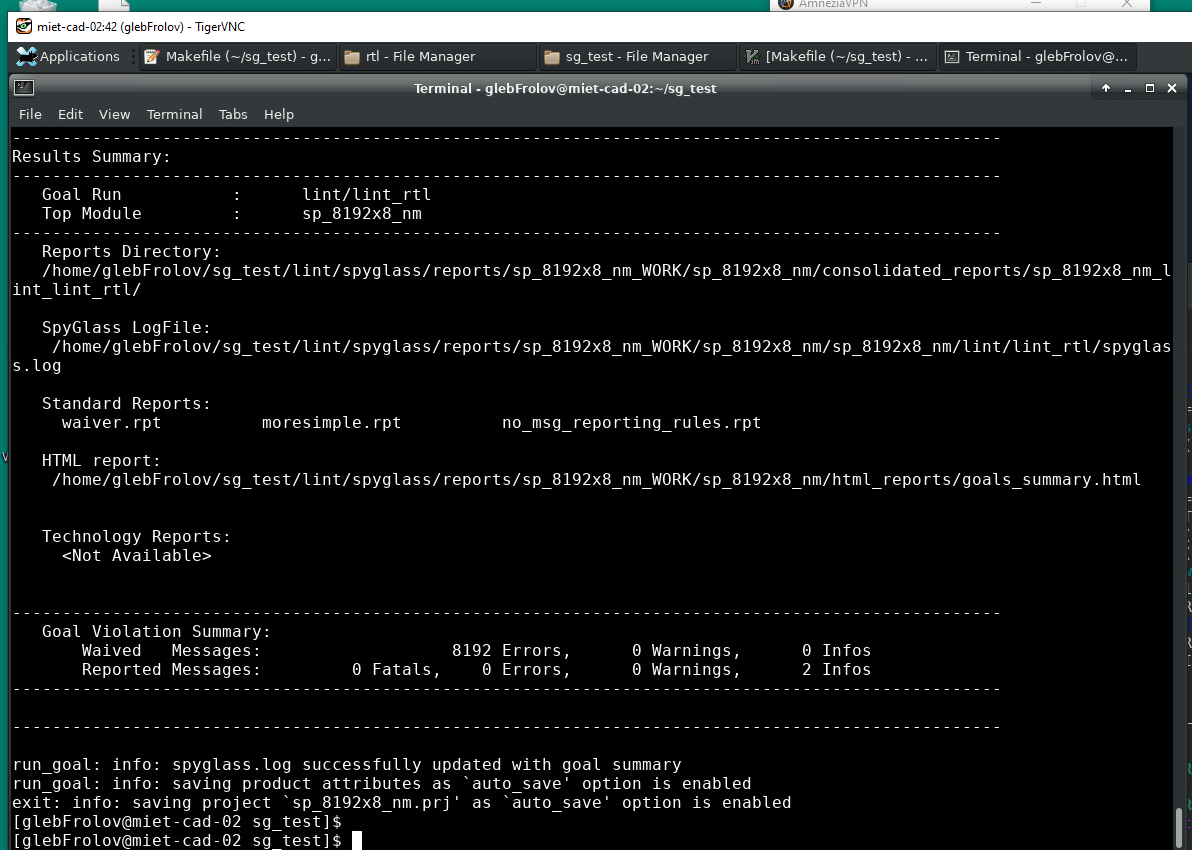 AmneziaVPN
miet-cad-02:42 (glebFrolov) - TigerVNC
Applications
Makefile (~/sg_test) - g...
rtl - File Manager
sg_test - File Manager
[Makefile (~/sg_test) - ...
Terminal - glebFrolov@...
Terminal - glebFrolov@miet-cad-02:~/sg_test
File Edit View Terminal Tabs Help
---------------------------------------------------------------------------------------------------
Results Summary:
---------------------------------------------------------------------------------------------------
Goal Run : lint/lint_rtl
Top Module : sp_8192x8_nm
---------------------------------------------------------------------------------------------------
Reports Directory:
/home/glebFrolov/sg_test/lint/spyglass/reports/sp_8192x8_nm_WORK/sp_8192x8_nm/consolidated_reports/sp_8192x8_nm_l
int_lint_rtl/
SpyGlass LogFile:
/home/glebFrolov/sg_test/lint/spyglass/reports/sp_8192x8_nm_WORK/sp_8192x8_nm/sp_8192x8_nm/lint/lint_rtl/spyglas
s.log
Standard Reports:
waiver.rpt moresimple.rpt no_msg_reporting_rules.rpt
HTML report:
/home/glebFrolov/sg_test/lint/spyglass/reports/sp_8192x8_nm_WORK/sp_8192x8_nm/html_reports/goals_summary.html
Technology Reports:
<Not Available>
---------------------------------------------------------------------------------------------------
Goal Violation Summary:
Waived Messages: 8192 Errors, 0 Warnings, 0 Infos
Reported Messages: 0 Fatals, 0 Errors, 0 Warnings, 2 Infos
---------------------------------------------------------------------------------------------------
---------------------------------------------------------------------------------------------------
run_goal: info: spyglass.log successfully updated with goal summary
run_goal: info: saving product attributes as `auto_save' option is enabled
exit: info: saving project `sp_8192x8_nm.prj' as `auto_save' option is enabled
[glebFrolov@miet-cad-02 sg_test]$
[glebFrolov@miet-cad-02 sg_test]$